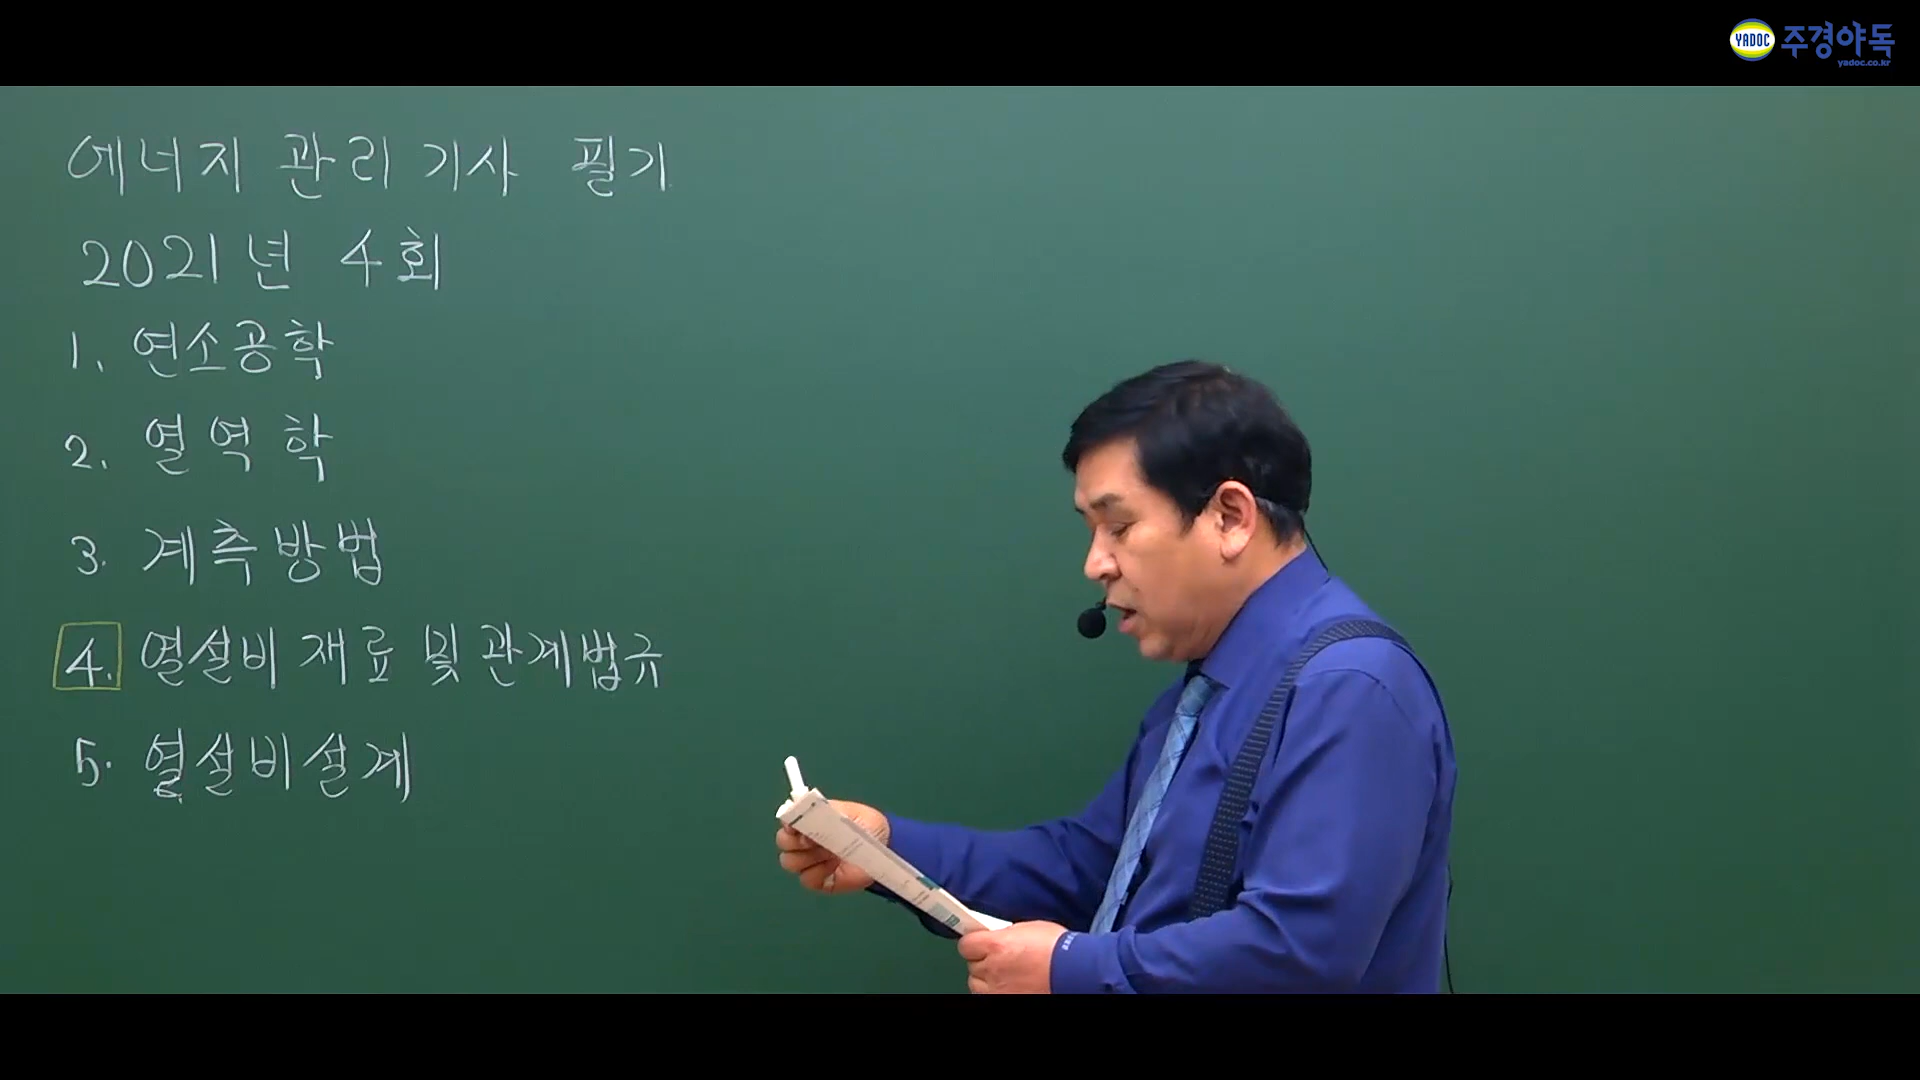 YADOC 주경야독
yadoc.co.kr
에너지 관리 기사 필기
2021년 4회
1. 연소공학
2. 열역학
3. 계측방법
4. 열설비 재료 및 관계법규
5. 열설비설계